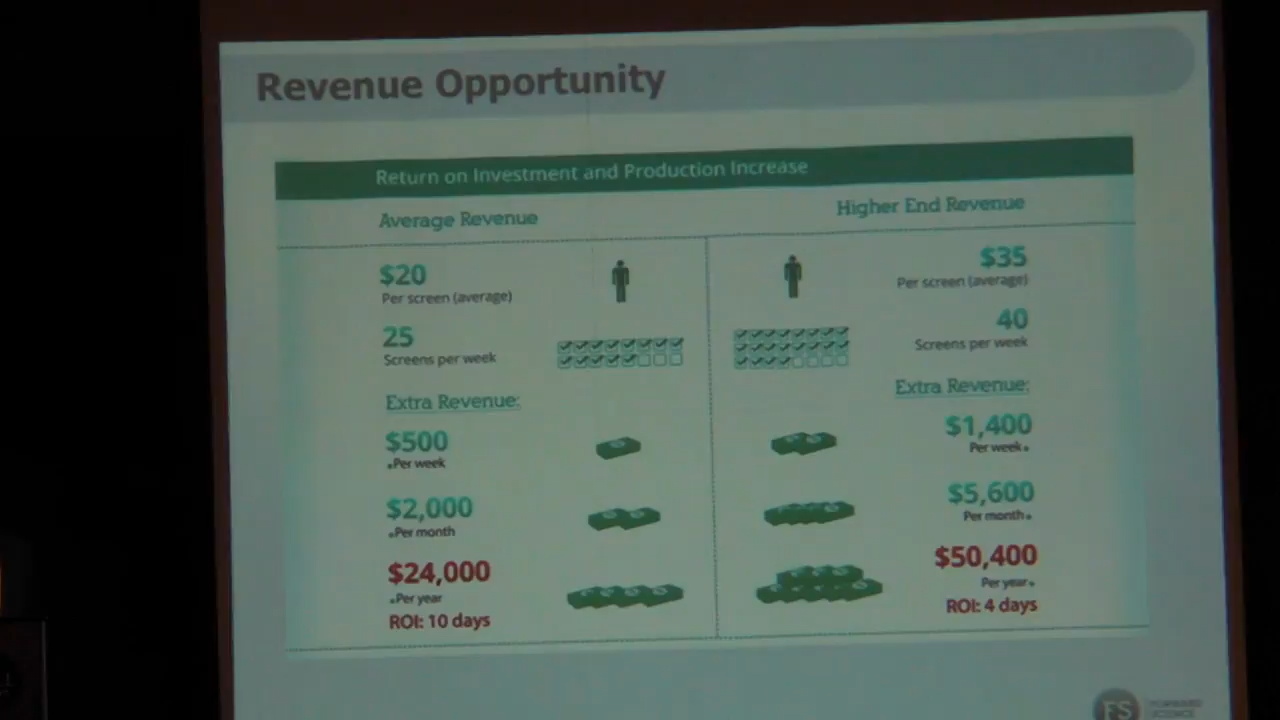 Revenue Opportunity
Return on Investment and Production Increase
Average Revenue
$20
Per screen (average)
25
Screens per week
Extra Revenue:
$500
Per week
$2,000
Per month
$24,000
Per year
ROI: 10 days
Higher End Revenue
$35
Per screen (average)
40
Screens per week
Extra Revenue:
$1,400
Per week
$5,600
Per month
$50,400
Per year
ROI: 4 days
FS